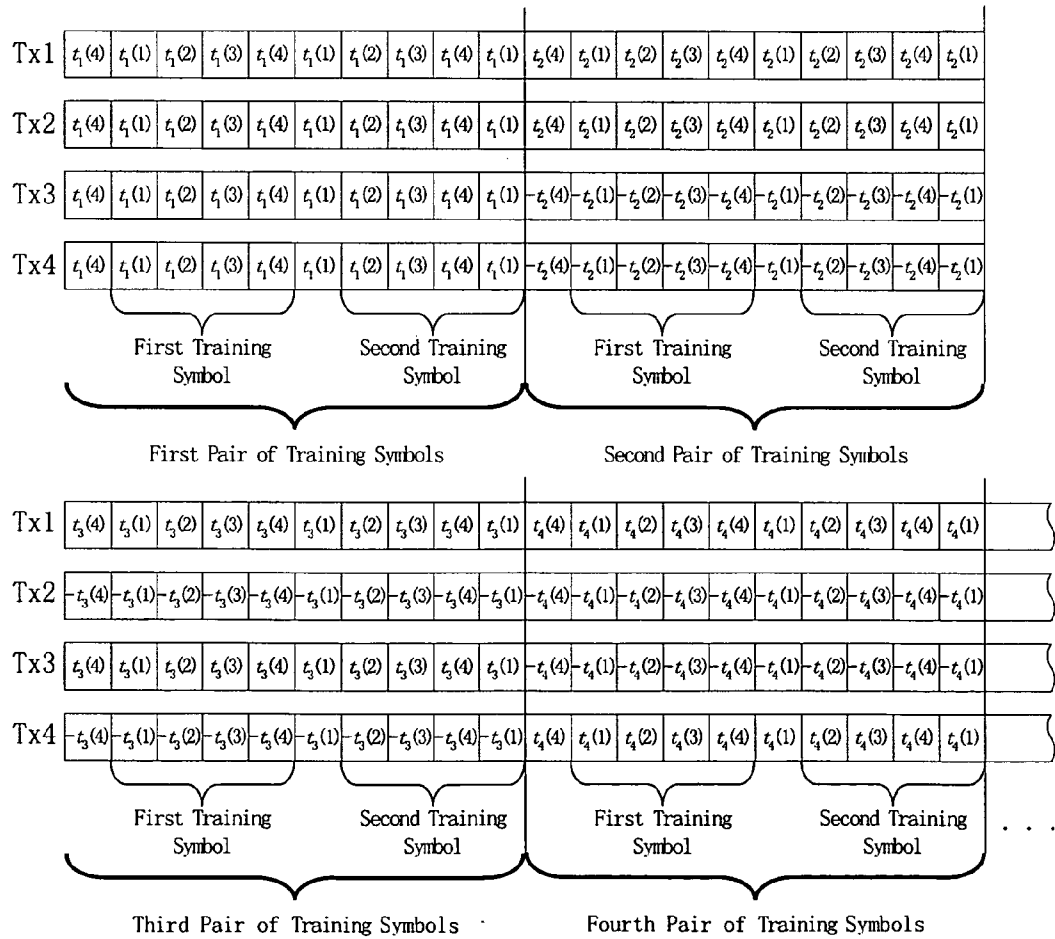 Tx1 t₁(4) t₁(1) t₁(2) t₁(3) t₁(4) t₁(1) t₁(2) t₁(3) t₁(4) t₁(1) t₂(4) t₂(1) t₂(2) t₂(3) t₂(4) t₂(1) t₂(2) t₂(3) t₂(4) t₂(1)
Tx2 t₁(4) t₁(1) t₁(2) t₁(3) t₁(4) t₁(1) t₁(2) t₁(3) t₁(4) t₁(1) t₂(4) t₂(1) t₂(2) t₂(3) t₂(4) t₂(1) t₂(2) t₂(3) t₂(4) t₂(1)
Tx3 t₁(4) t₁(1) t₁(2) t₁(3) t₁(4) t₁(1) t₁(2) t₁(3) t₁(4) t₁(1) -t₂(4) -t₂(1) -t₂(2) -t₂(3) -t₂(4) -t₂(1) -t₂(2) -t₂(3) -t₂(4) -t₂(1)
Tx4 t₁(4) t₁(1) t₁(2) t₁(3) t₁(4) t₁(1) t₁(2) t₁(3) t₁(4) t₁(1) -t₂(4) -t₂(1) -t₂(2) -t₂(3) -t₂(4) -t₂(1) -t₂(2) -t₂(3) -t₂(4) -t₂(1)
First Training Second Training First Training Second Training
Symbol Symbol Symbol Symbol
First Pair of Training Symbols Second Pair of Training Symbols
Tx1 t₃(4) t₃(1) t₃(2) t₃(3) t₃(4) t₃(1) t₃(2) t₃(3) t₃(4) t₃(1) t₄(4) t₄(1) t₄(2) t₄(3) t₄(4) t₄(1) t₄(2) t₄(3) t₄(4) t₄(1)
Tx2 -t₃(4) -t₃(1) -t₃(2) -t₃(3) -t₃(4) -t₃(1) -t₃(2) -t₃(3) -t₃(4) -t₃(1) -t₄(4) -t₄(1) -t₄(2) -t₄(3) -t₄(4) -t₄(1) -t₄(2) -t₄(3) -t₄(4) -t₄(1)
Tx3 t₃(4) t₃(1) t₃(2) t₃(3) t₃(4) t₃(1) t₃(2) t₃(3) t₃(4) t₃(1) -t₄(4) -t₄(1) -t₄(2) -t₄(3) -t₄(4) -t₄(1) -t₄(2) -t₄(3) -t₄(4) -t₄(1)
Tx4 -t₃(4) -t₃(1) -t₃(2) -t₃(3) -t₃(4) -t₃(1) -t₃(2) -t₃(3) -t₃(4) -t₃(1) t₄(4) t₄(1) t₄(2) t₄(3) t₄(4) t₄(1) t₄(2) t₄(3) t₄(4) t₄(1)
First Training Second Training First Training Second Training
Symbol Symbol Symbol Symbol . . .
Third Pair of Training Symbols Fourth Pair of Training Symbols